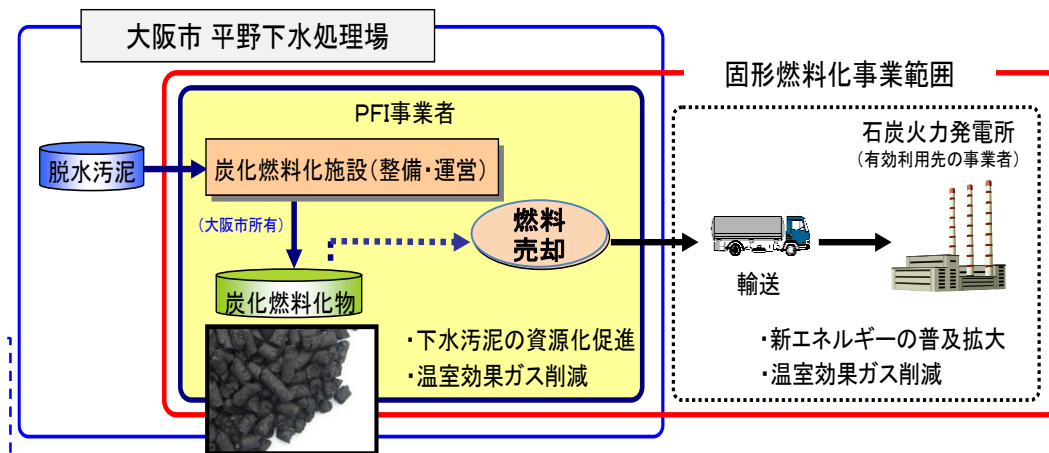 大阪市 平野下水処理場
固形燃料化事業範囲
PFI事業者
脱水汚泥
炭化燃料化施設(整備・運営)
(大阪市所有)
炭化燃料化物
燃料
売却
・下水汚泥の資源化促進
・温室効果ガス削減
石炭火力発電所
(有効利用先の事業者)
輸送
・新エネルギーの普及拡大
・温室効果ガス削減